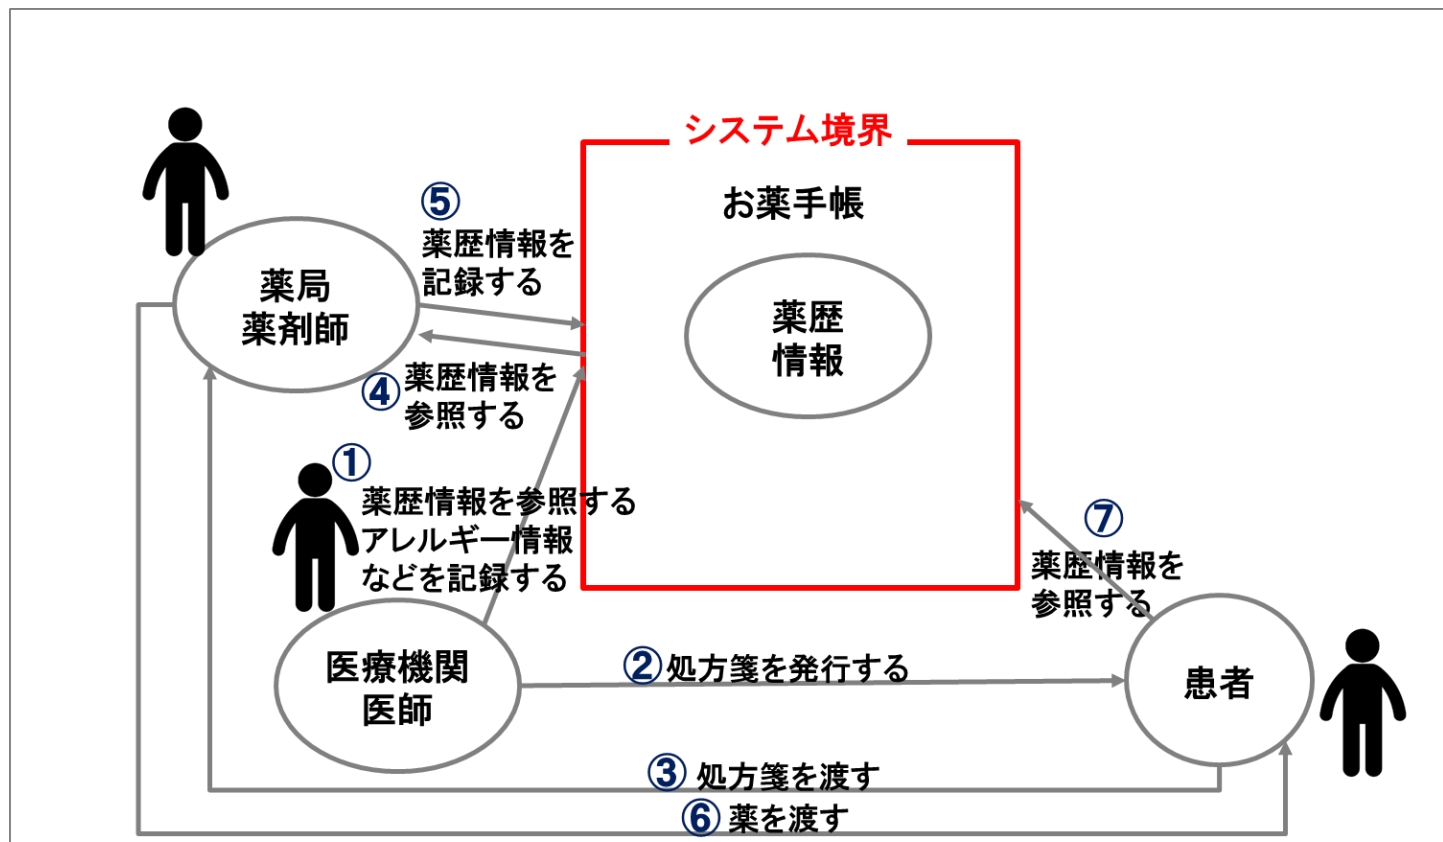 システム境界
お薬手帳
薬歴
情報
⑤
薬歴情報を
記録する
薬局
薬剤師
④ 薬歴情報を
参照する
①
薬歴情報を参照する
アレルギー情報
などを記録する
⑦
薬歴情報を
参照する
医療機関
医師
②処方箋を発行する
患者
③ 処方箋を渡す
⑥ 薬を渡す